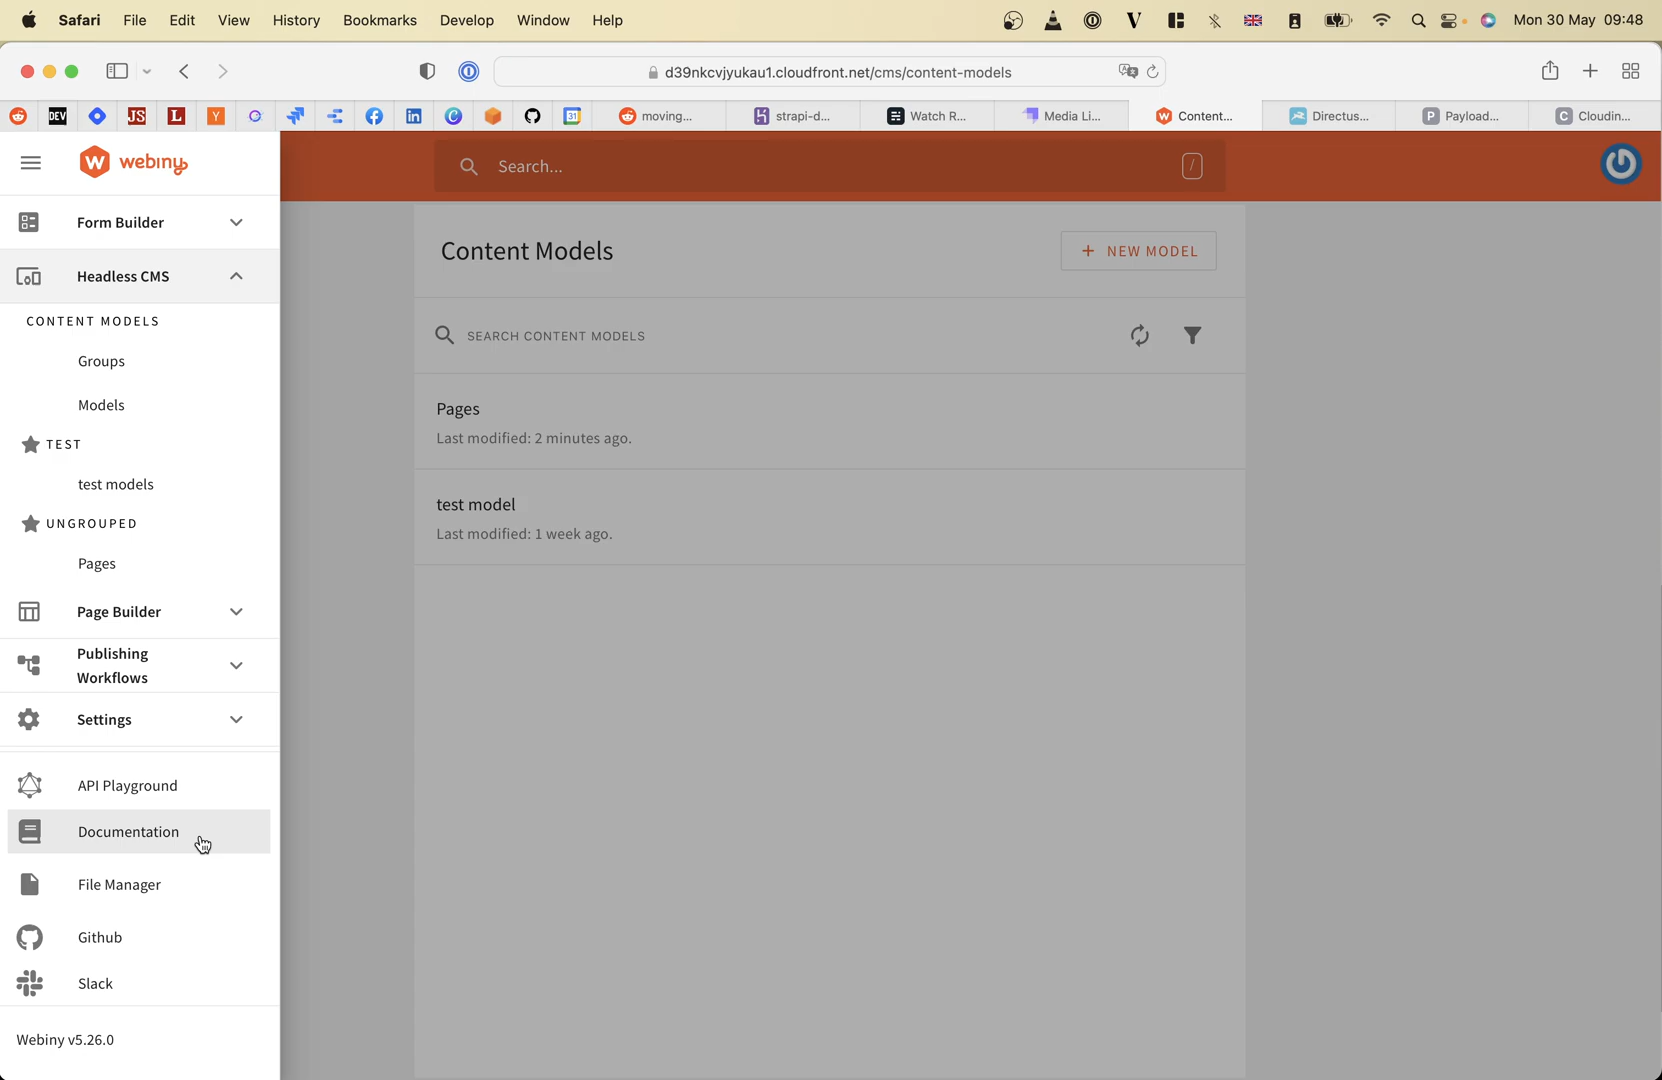 Safari File Edit View History Bookmarks Develop Window Help Mon 30 May 09:48
d39nkcvjyukau1.cloudfront.net/cms/content-models
DEV JS L Y 31 moving... strapi-d... Watch R... Media Li... Content... Directus... Payload... Cloudin...
webiny
Search... /
Form Builder
Headless CMS
CONTENT MODELS
Groups
Models
TEST
test models
UNGROUPED
Pages
Page Builder
Publishing
Workflows
Settings
API Playground
Documentation
File Manager
Github
Slack
Webiny v5.26.0
Content Models
+ NEW MODEL
SEARCH CONTENT MODELS
Pages
Last modified: 2 minutes ago.
test model
Last modified: 1 week ago.